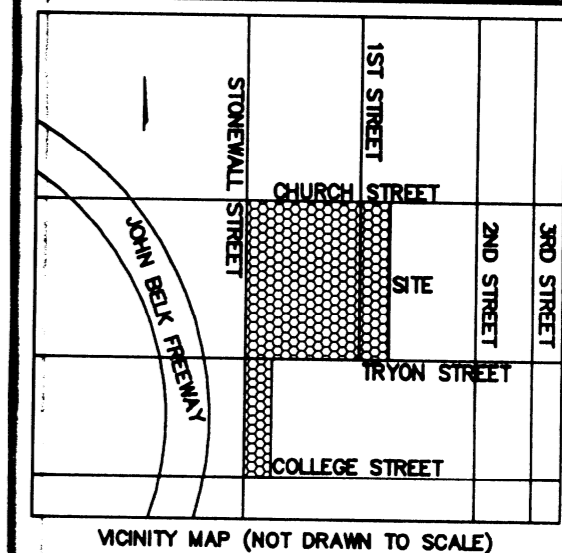 STONEWALL STREET
1ST STREET
CHURCH STREET
JOHN BELK FREEWAY
SITE
2ND STREET
3RD STREET
TRYON STREET
COLLEGE STREET
VICINITY MAP (NOT DRAWN TO SCALE)